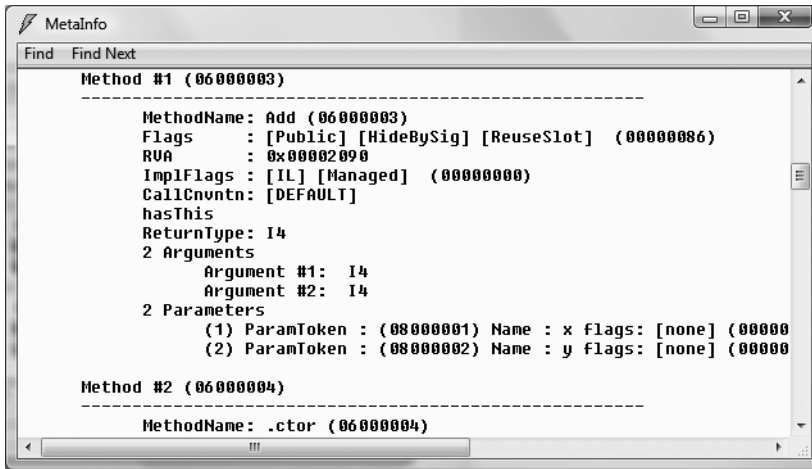 MetaInfo
Find Find Next
Method #1 (06000003)
-------------------------------------------------------
MethodName: Add (06000003)
Flags : [Public] [HideBySig] [ReuseSlot] (00000086)
RVA : 0x00002090
ImplFlags : [IL] [Managed] (00000000)
CallCnvntn: [DEFAULT]
hasThis
ReturnType: I4
2 Arguments
Argument #1: I4
Argument #2: I4
2 Parameters
(1) ParamToken : (08000001) Name : x flags: [none] (00000
(2) ParamToken : (08000002) Name : y flags: [none] (00000
Method #2 (06000004)
-------------------------------------------------------
MethodName: .ctor (06000004)